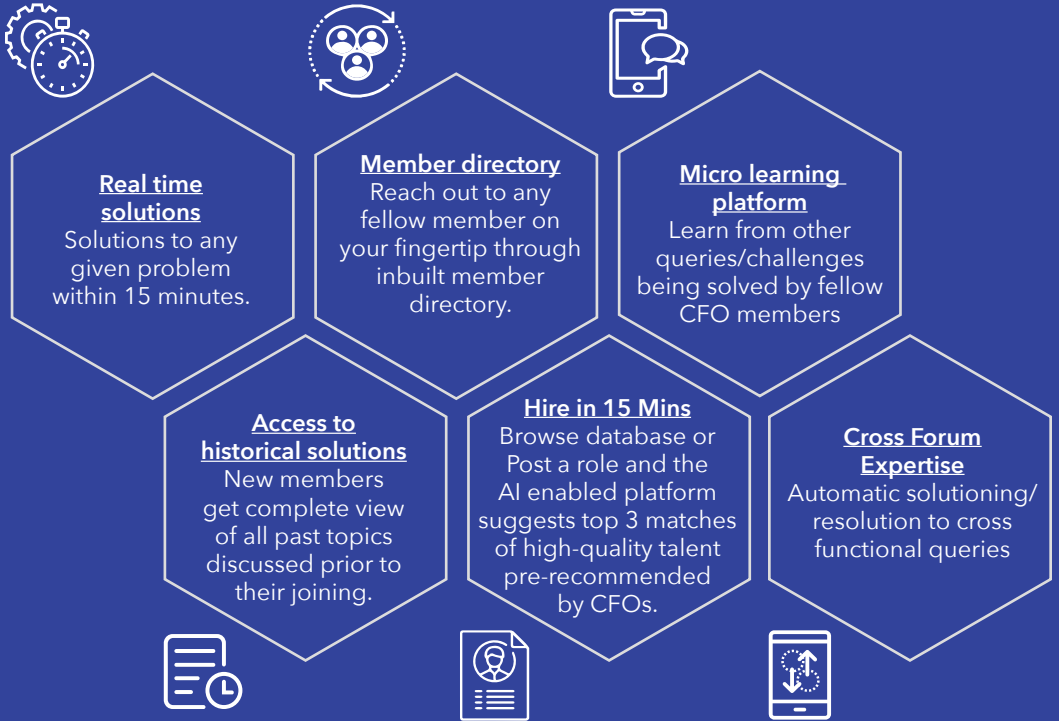 Real time
solutions
Solutions to any
given problem
within 15 minutes.
Member directory
Reach out to any
fellow member on
your fingertip through
inbuilt member
directory.
Micro learning
platform
Learn from other
queries/challenges
being solved by fellow
CFO members
Access to
historical solutions
New members
get complete view
of all past topics
discussed prior to
their joining.
Hire in 15 Mins
Browse database or
Post a role and the
AI enabled platform
suggests top 3 matches
of high-quality talent
pre-recommended
by CFOs.
Cross Forum
Expertise
Automatic solutioning/
resolution to cross
functional queries